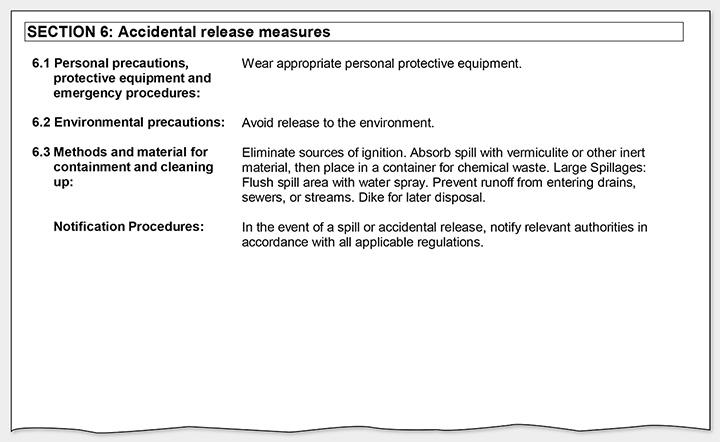 SECTION 6: Accidental release measures
6.1 Personal precautions,
protective equipment and
emergency procedures:
Wear appropriate personal protective equipment.
6.2 Environmental precautions:
Avoid release to the environment.
6.3 Methods and material for
containment and cleaning
up:
Eliminate sources of ignition. Absorb spill with vermiculite or other inert
material, then place in a container for chemical waste. Large Spillages:
Flush spill area with water spray. Prevent runoff from entering drains,
sewers, or streams. Dike for later disposal.
Notification Procedures:
In the event of a spill or accidental release, notify relevant authorities in
accordance with all applicable regulations.